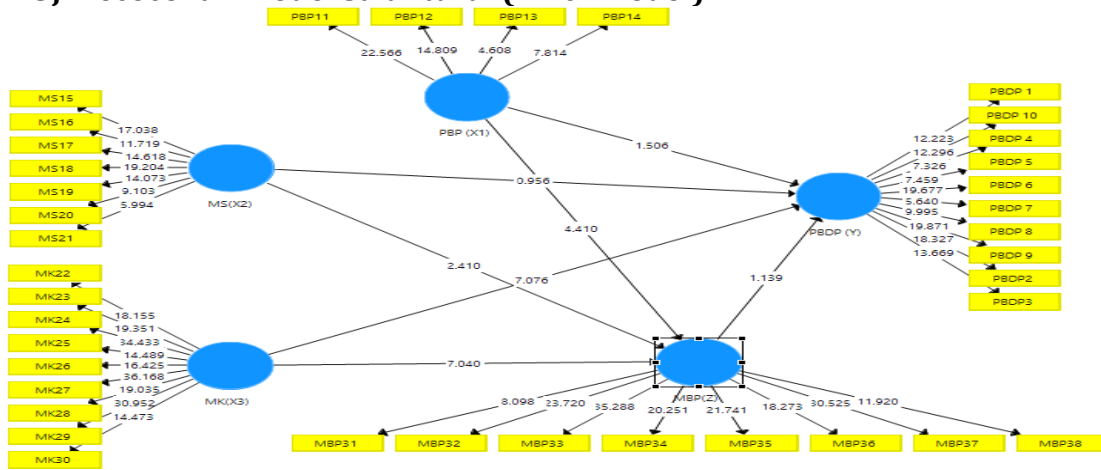 PBP11 PBP12 PBP13 PBP14
22.566 14.809 4.608 7.814
PBP (X1)
MS15
MS16
MS17
MS18
MS19
MS20
MS21
17.038
11.719
14.618
19.204
14.073
9.103
5.994
MS(X2)
MK22
MK23
MK24
MK25
MK26
MK27
MK28
MK29
MK30
18.155
19.351
34.433
14.489
16.425
36.168
19.035
30.952
14.473
MK(X3)
1.506
0.956
4.410
2.410
7.076
1.139
7.040
PBDP 1
PBDP 10
PBDP 4
PBDP 5
PBDP 6
PBDP 7
PBDP 8
PBDP 9
PBDP2
PBDP3
12.223
12.296
7.326
7.459
19.677
5.640
9.995
19.871
18.327
13.669
PBDP (Y)
MBP(Z)
8.098 23.720 35.288 20.251 21.741 18.273 30.525 11.920
MBP31 MBP32 MBP33 MBP34 MBP35 MBP36 MBP37 MBP38